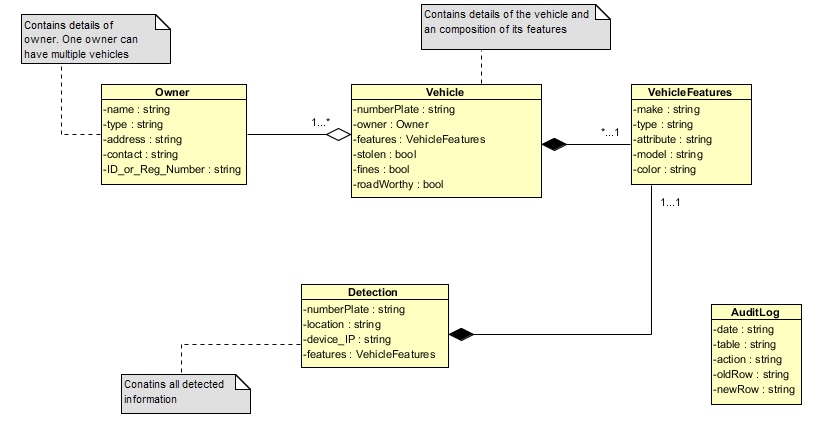 Contains details of
owner. One owner can
have multiple vehicles
Contains details of the vehicle and
an composition of its features
Owner
-name : string
-type : string
-address : string
-contact : string
-ID_or_Reg_Number : string
1...*
Vehicle
-numberPlate : string
-owner : Owner
-features : VehicleFeatures
-stolen : bool
-fines : bool
-roadWorthy : bool
*...1
VehicleFeatures
-make : string
-type : string
-attribute : string
-model : string
-color : string
1...1
Detection
-numberPlate : string
-location : string
-device_IP : string
-features : VehicleFeatures
Conatins all detected
information
AuditLog
-date : string
-table : string
-action : string
-oldRow : string
-newRow : string